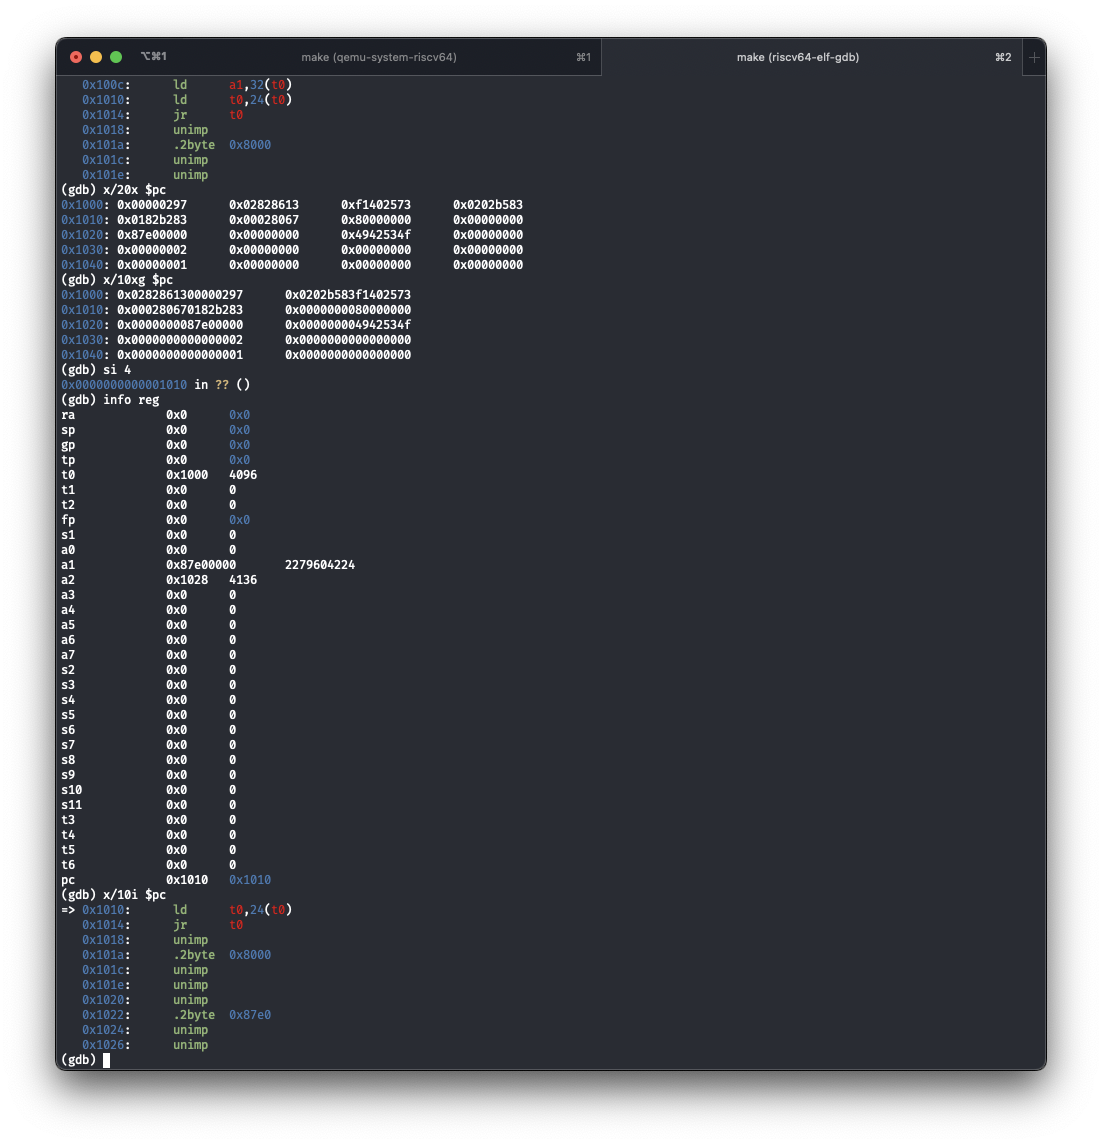 ⌥⌘1 make (qemu-system-riscv64) ⌘1 make (riscv64-elf-gdb) ⌘2 +
0x100c: ld a1,32(t0)
0x1010: ld t0,24(t0)
0x1014: jr t0
0x1018: unimp
0x101a: .2byte 0x8000
0x101c: unimp
0x101e: unimp
(gdb) x/20x $pc
0x1000: 0x00000297 0x02828613 0xf1402573 0x0202b583
0x1010: 0x0182b283 0x00028067 0x80000000 0x00000000
0x1020: 0x87e00000 0x00000000 0x4942534f 0x00000000
0x1030: 0x00000002 0x00000000 0x00000000 0x00000000
0x1040: 0x00000001 0x00000000 0x00000000 0x00000000
(gdb) x/10xg $pc
0x1000: 0x0282861300000297 0x0202b583f1402573
0x1010: 0x000280670182b283 0x0000000080000000
0x1020: 0x0000000087e00000 0x000000004942534f
0x1030: 0x0000000000000002 0x0000000000000000
0x1040: 0x0000000000000001 0x0000000000000000
(gdb) si 4
0x0000000000001010 in ?? ()
(gdb) info reg
ra 0x0 0x0
sp 0x0 0x0
gp 0x0 0x0
tp 0x0 0x0
t0 0x1000 4096
t1 0x0 0
t2 0x0 0
fp 0x0 0x0
s1 0x0 0
a0 0x0 0
a1 0x87e00000 2279604224
a2 0x1028 4136
a3 0x0 0
a4 0x0 0
a5 0x0 0
a6 0x0 0
a7 0x0 0
s2 0x0 0
s3 0x0 0
s4 0x0 0
s5 0x0 0
s6 0x0 0
s7 0x0 0
s8 0x0 0
s9 0x0 0
s10 0x0 0
s11 0x0 0
t3 0x0 0
t4 0x0 0
t5 0x0 0
t6 0x0 0
pc 0x1010 0x1010
(gdb) x/10i $pc
=> 0x1010: ld t0,24(t0)
0x1014: jr t0
0x1018: unimp
0x101a: .2byte 0x8000
0x101c: unimp
0x101e: unimp
0x1020: unimp
0x1022: .2byte 0x87e0
0x1024: unimp
0x1026: unimp
(gdb)